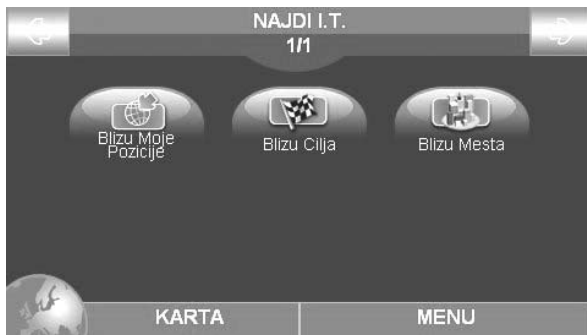 NAJDI I.T.
1/1
Blizu Moje
Pozicije
Blizu Cilja
Blizu Mesta
KARTA
MENU